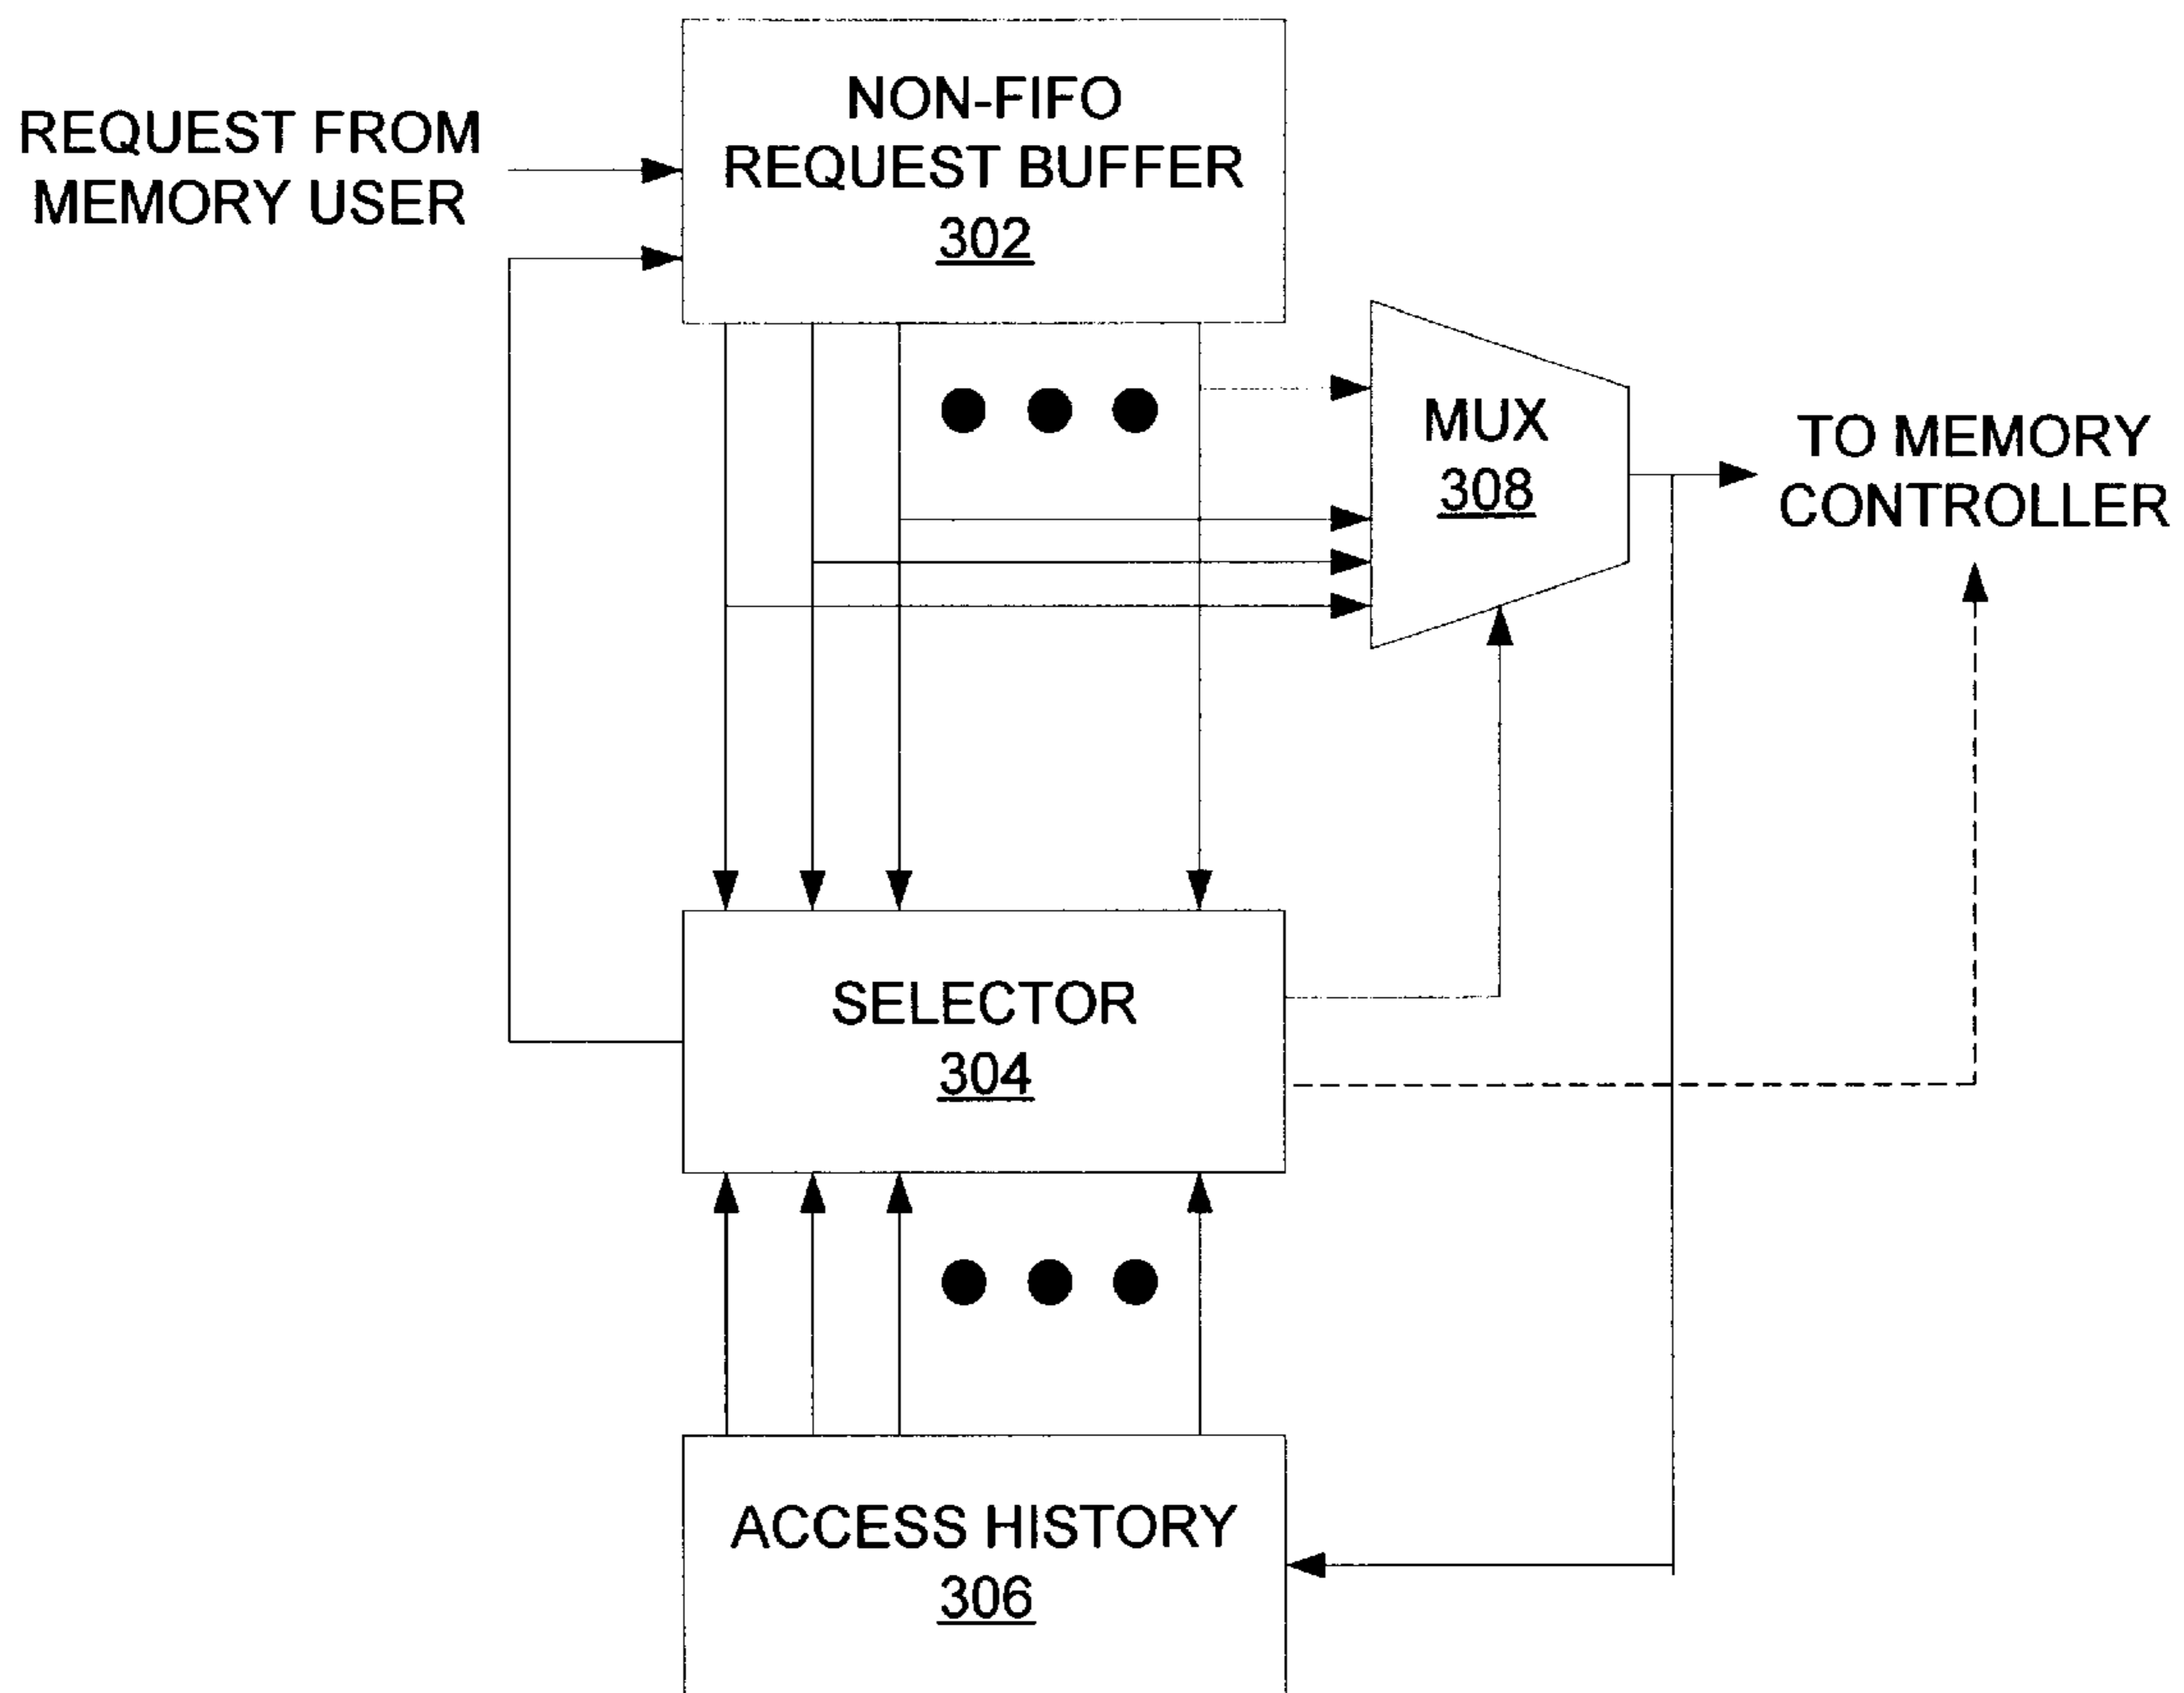 NON-FIFO
REQUEST BUFFER
302
REQUEST FROM
MEMORY USER
MUX
308
TO MEMORY
CONTROLLER
SELECTOR
304
ACCESS HISTORY
306